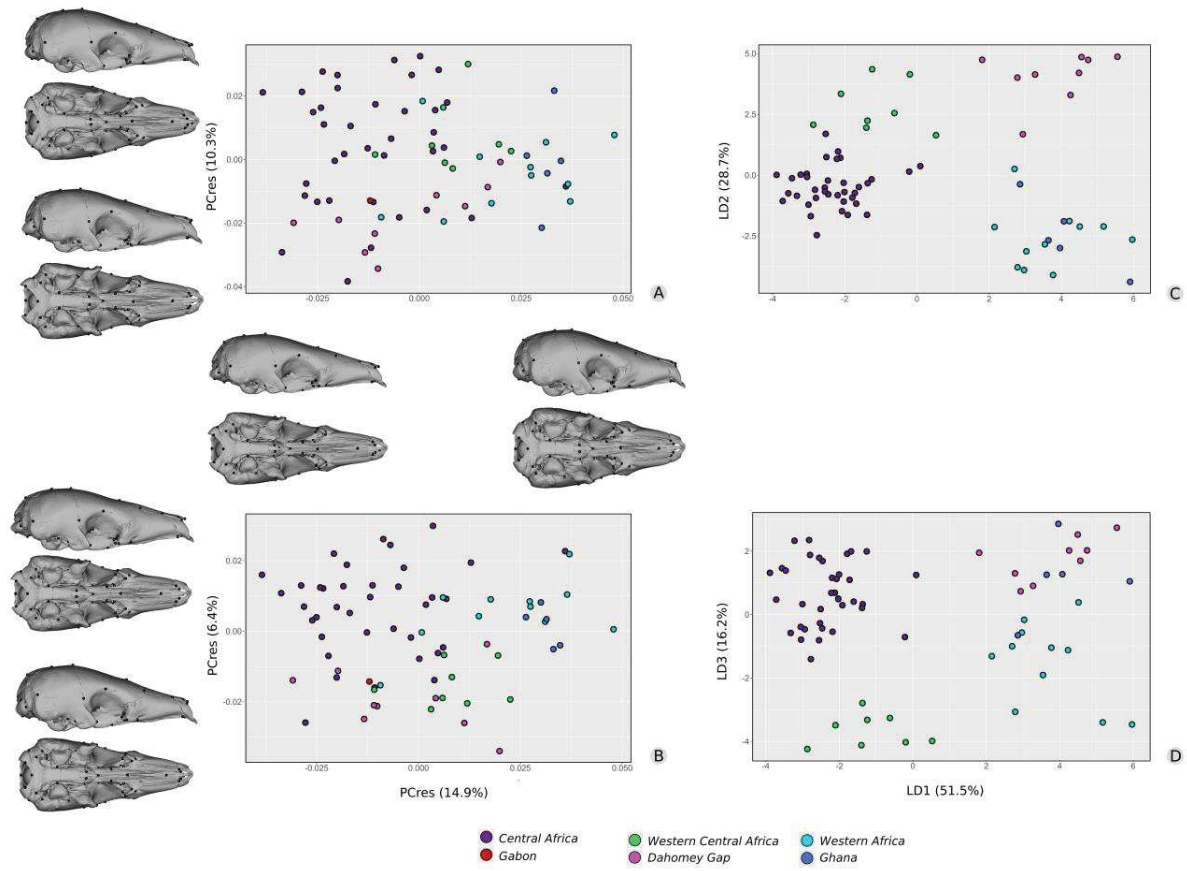 0.02
0.00
-0.02
-0.04
PCres (10.3%)
-0.025
0.000
0.025
0.050
A
5.0
2.5
0.0
-2.5
LD2 (28.7%)
-4
-2
0
2
4
6
C
0.02
0.00
-0.02
PCres (6.4%)
-0.025
0.000
0.025
0.050
PCres (14.9%)
B
2
0
-2
-4
LD3 (16.2%)
-4
-2
0
2
4
6
LD1 (51.5%)
D
Central Africa
Western Central Africa
Western Africa
Gabon
Dahomey Gap
Ghana